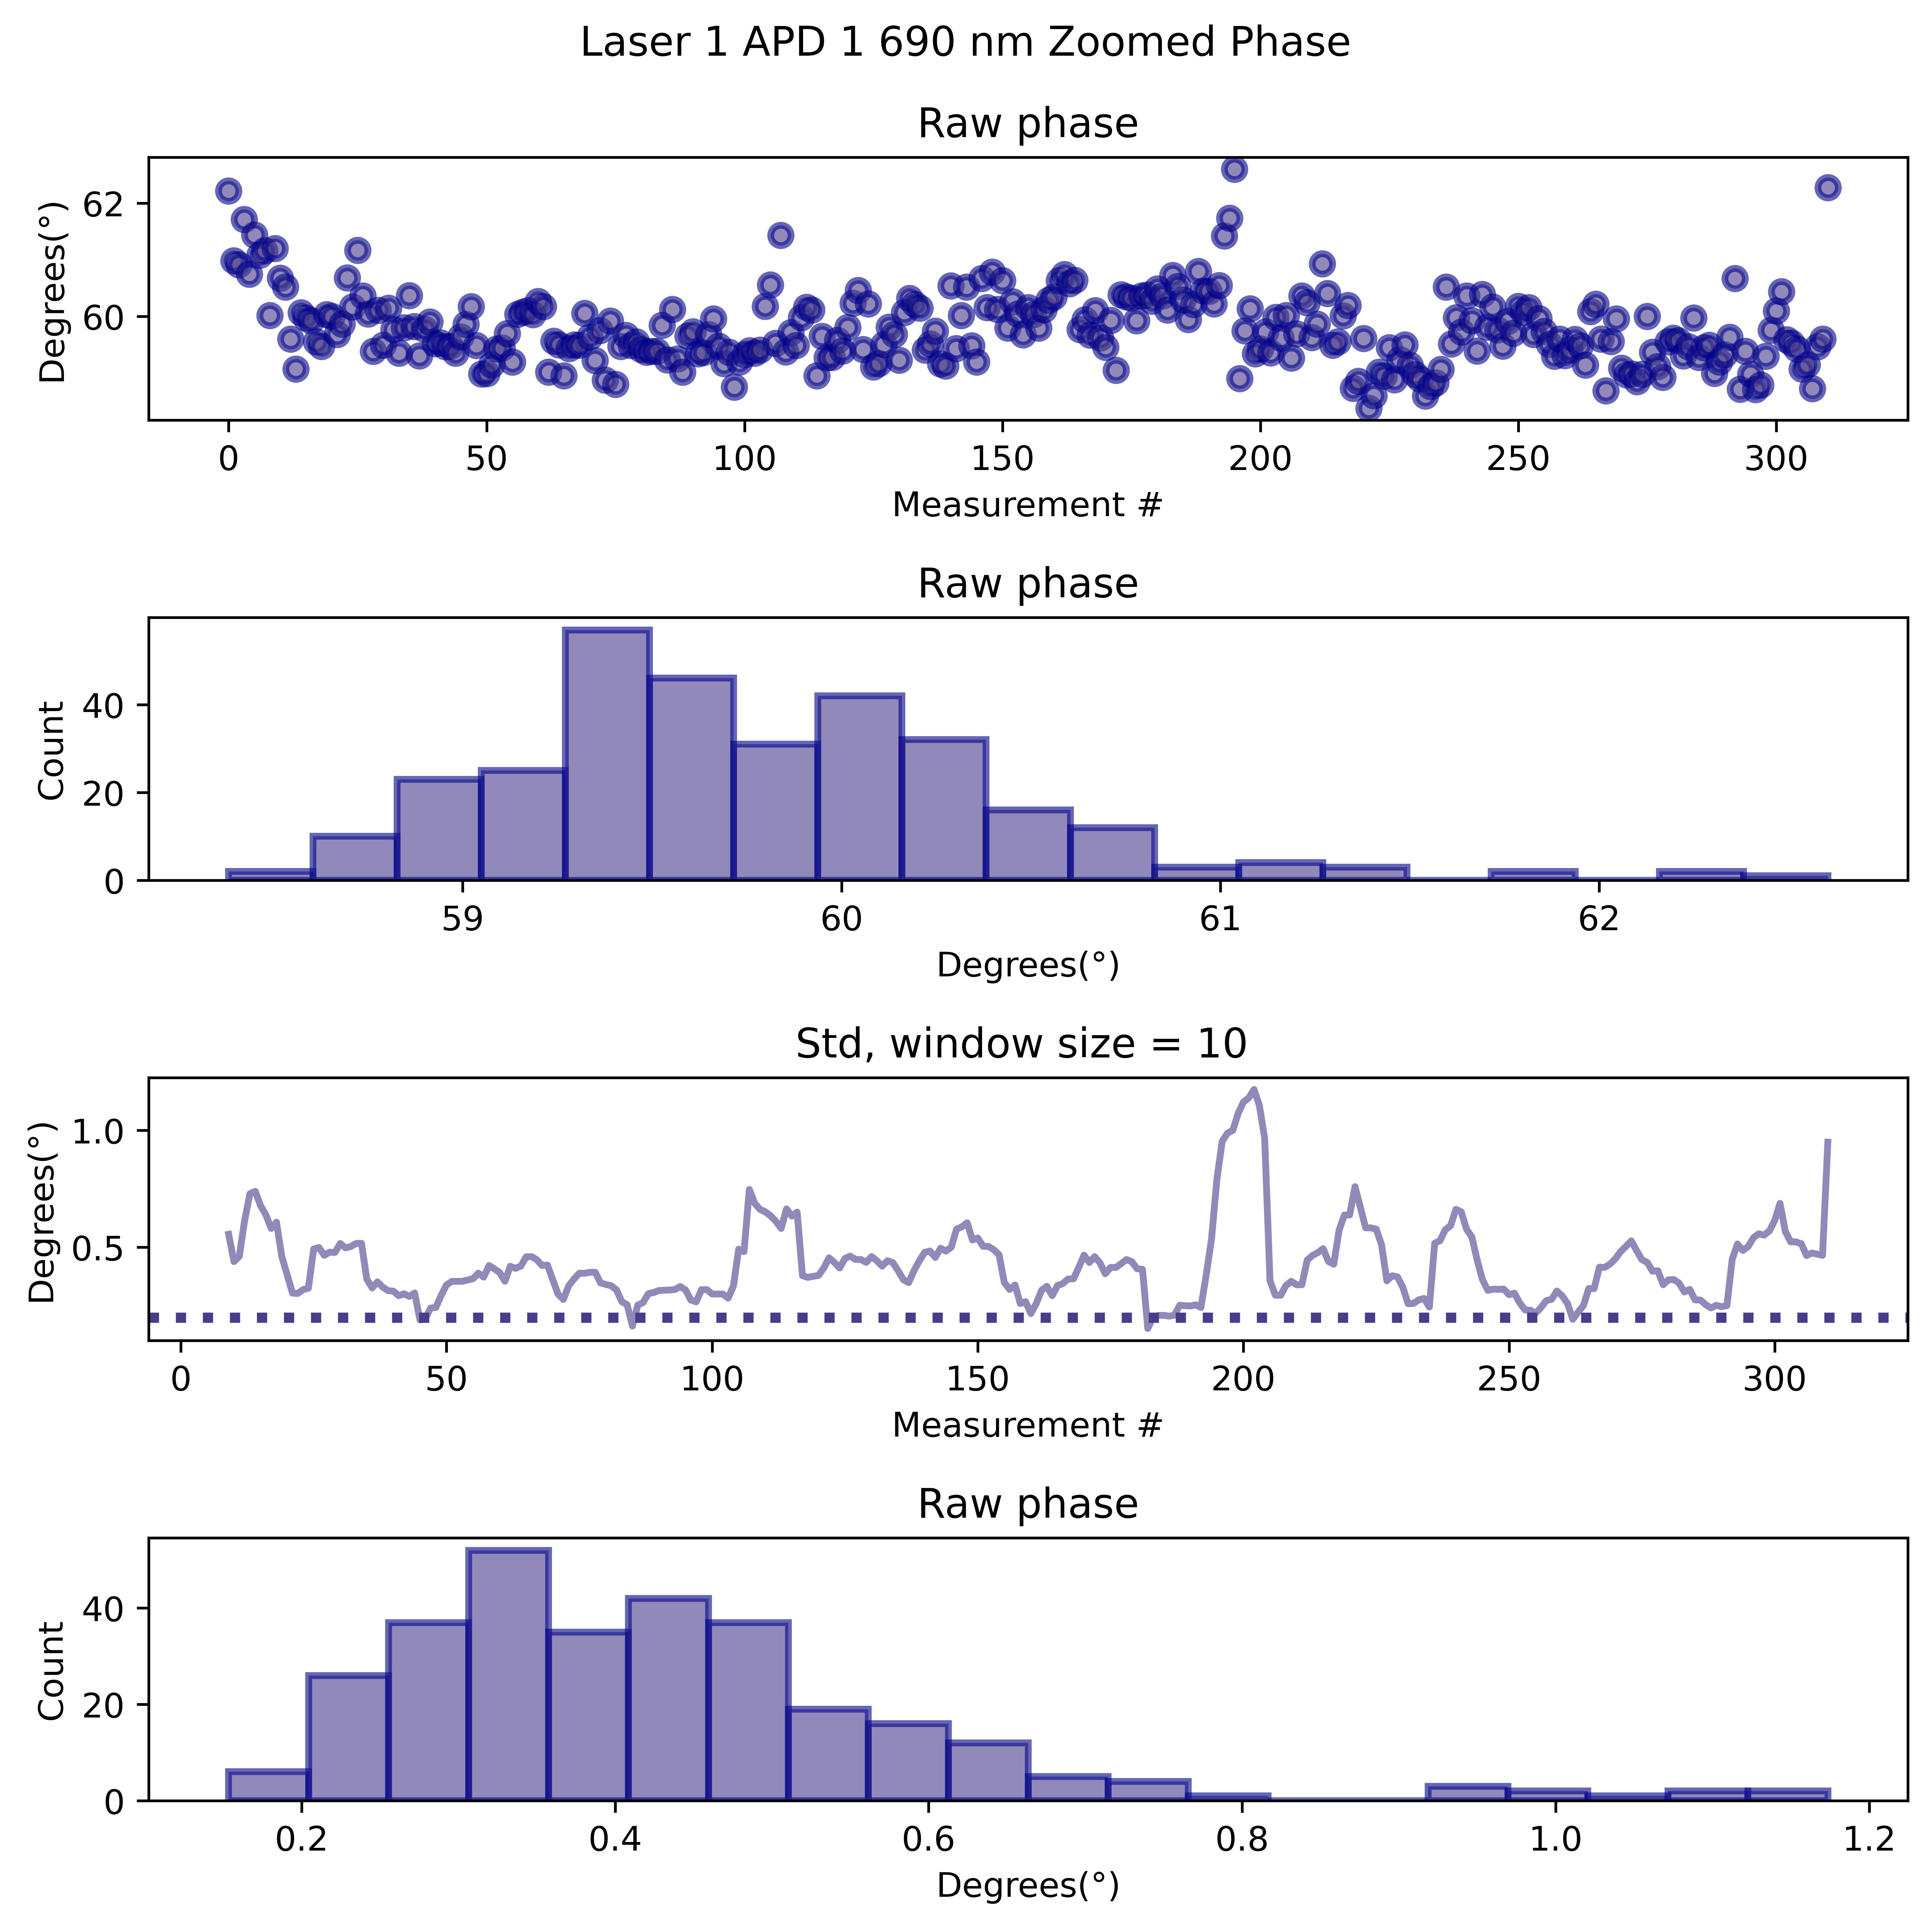 Laser 1 APD 1 690 nm Zoomed Phase
Raw phase
Degrees(°)
62
60
0 50 100 150 200 250 300
Measurement #
Raw phase
Count
40
20
0
59 60 61 62
Degrees(°)
Std, window size = 10
Degrees(°)
1.0
0.5
0 50 100 150 200 250 300
Measurement #
Raw phase
Count
40
20
0
0.2 0.4 0.6 0.8 1.0 1.2
Degrees(°)